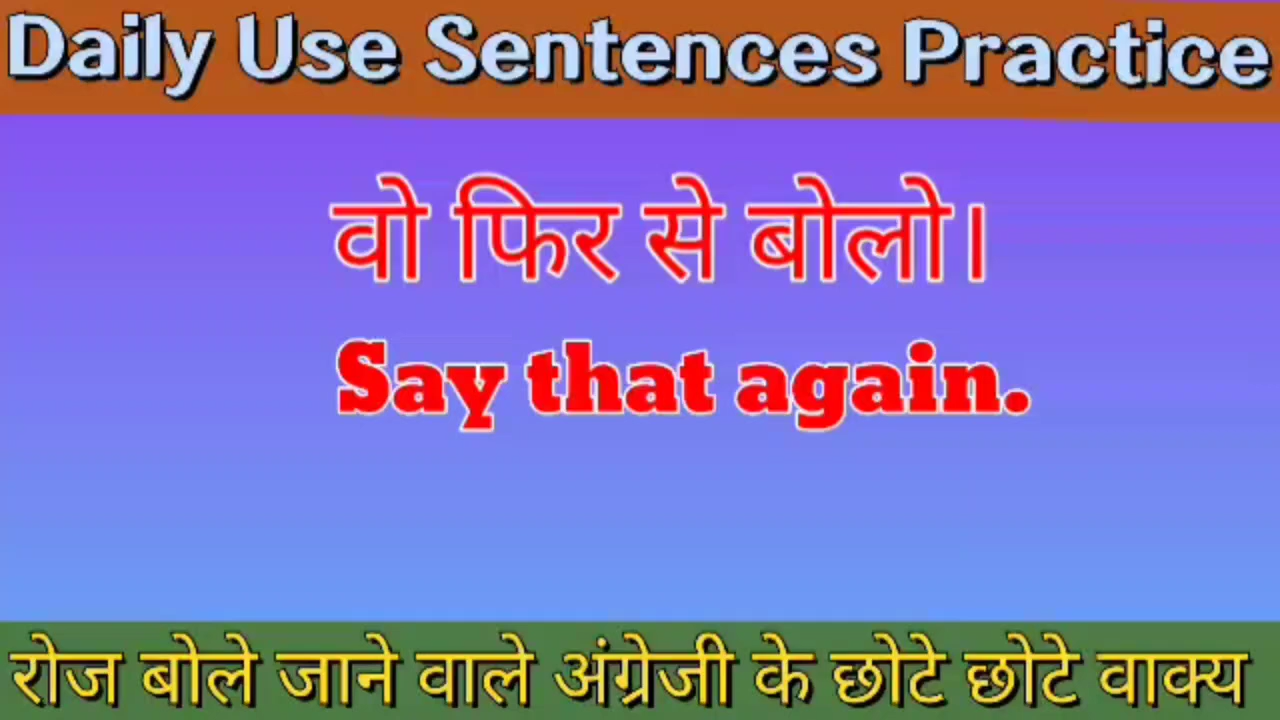 Daily Use Sentences Practice
वो फिर से बोलो।
Say that again.
रोज बोले जाने वाले अंग्रेजी के छोटे छोटे वाक्य